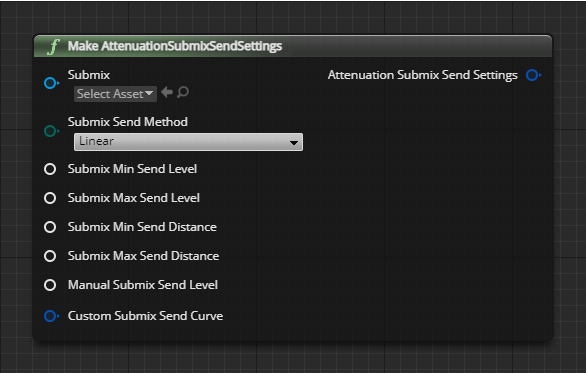 f Make AttenuationSubmixSendSettings
Submix
Attenuation Submix Send Settings
Select Asset
Submix Send Method
Linear
Submix Min Send Level
Submix Max Send Level
Submix Min Send Distance
Submix Max Send Distance
Manual Submix Send Level
Custom Submix Send Curve